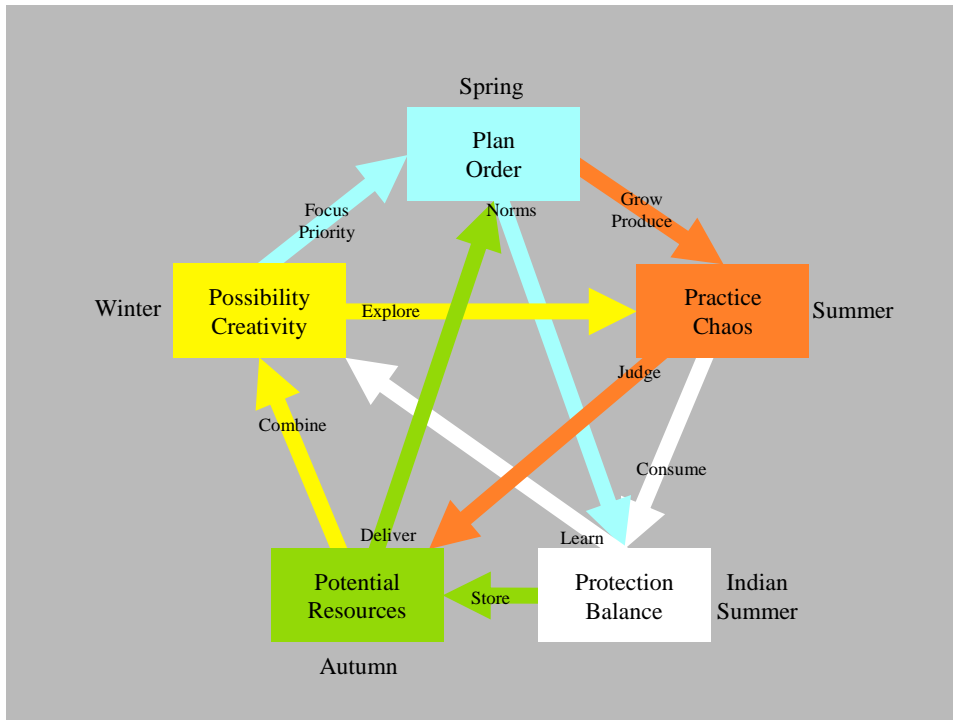 Spring
Plan
Order
Norms
Grow
Produce
Focus
Priority
Winter
Possibility
Creativity
Explore
Practice
Chaos
Summer
Judge
Combine
Consume
Deliver
Learn
Potential
Resources
Store
Protection
Balance
Indian
Summer
Autumn